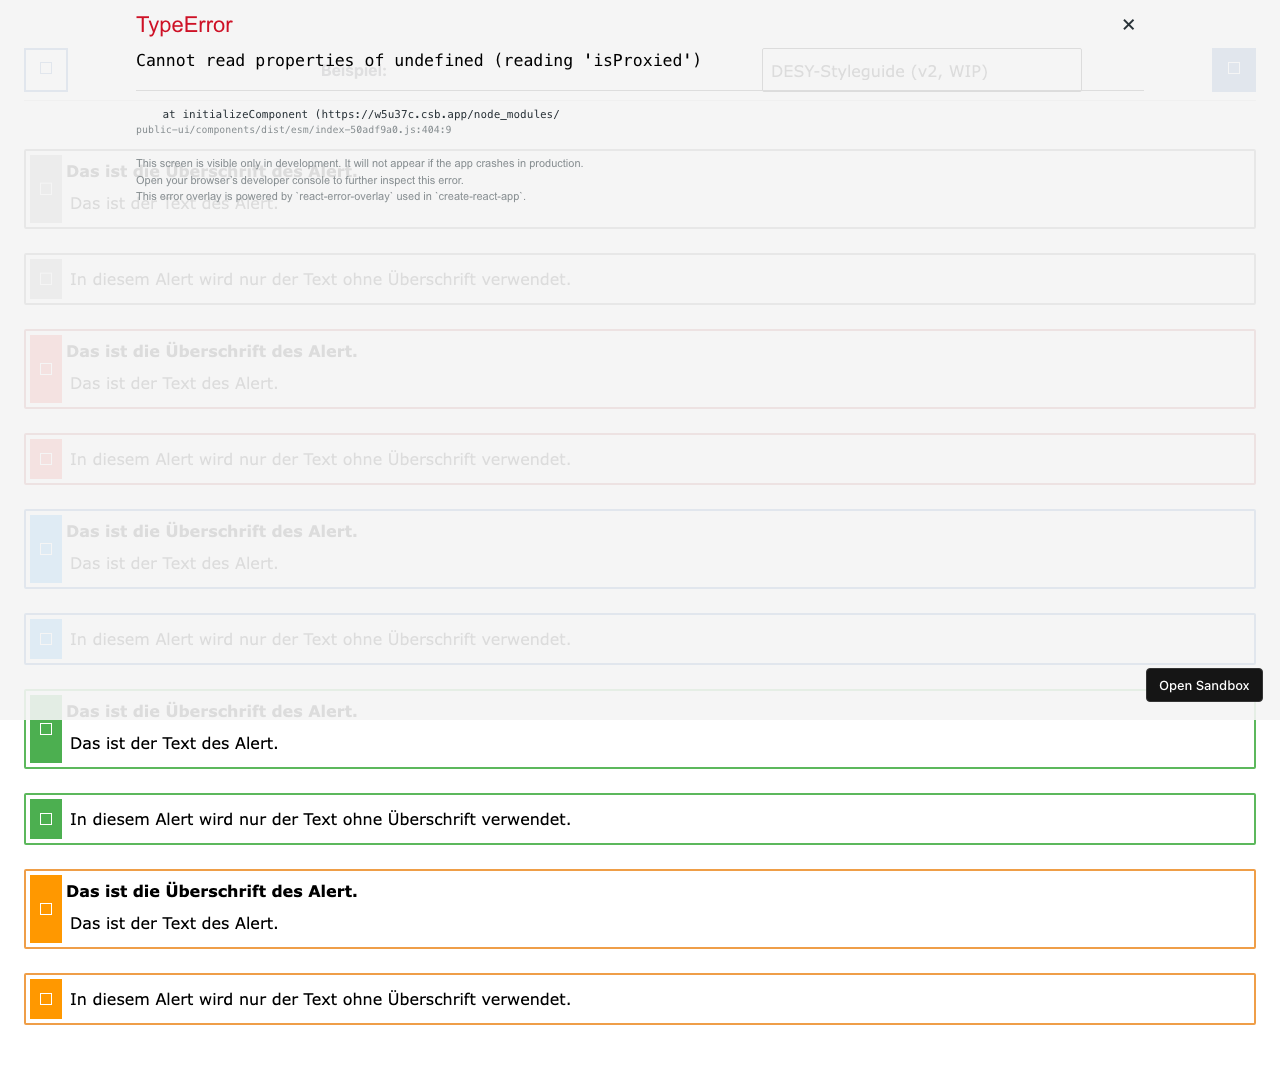 TypeError
Cannot read properties of undefined (reading 'isProxied')
Beispiel:
DESY-Styleguide (v2, WIP)
at initializeComponent (https://w5u37c.csb.app/node_modules/
public-ui/components/dist/esm/index-50adf9a0.js:404:9
This screen is visible only in development. It will not appear if the app crashes in production.
Das ist die Überschrift des Alert.
Open your browser's developer console to further inspect this error.
This error overlay is powered by `react-error-overlay` used in `create-react-app`.
Das ist der Text des Alert.
In diesem Alert wird nur der Text ohne Überschrift verwendet.
Das ist die Überschrift des Alert.
Das ist der Text des Alert.
In diesem Alert wird nur der Text ohne Überschrift verwendet.
Das ist die Überschrift des Alert.
Das ist der Text des Alert.
In diesem Alert wird nur der Text ohne Überschrift verwendet.
Open Sandbox
Das ist die Überschrift des Alert.
Das ist der Text des Alert.
In diesem Alert wird nur der Text ohne Überschrift verwendet.
Das ist die Überschrift des Alert.
Das ist der Text des Alert.
In diesem Alert wird nur der Text ohne Überschrift verwendet.